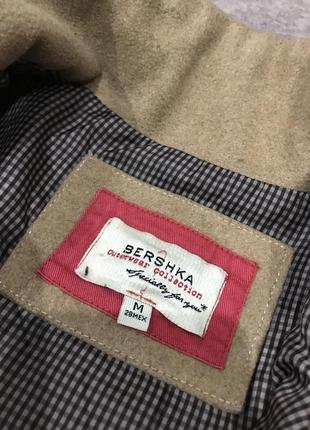 BERSHKA
Outerwear Collection
*specially for you*
M
28MEX